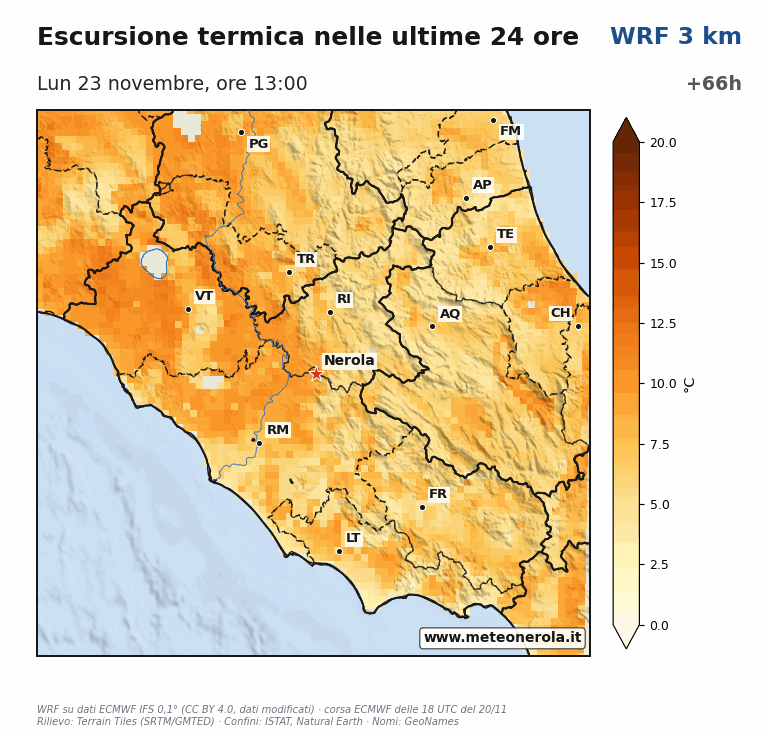 Escursione termica nelle ultime 24 ore WRF 3 km
Lun 23 novembre, ore 13:00 +66h
FM
PG
AP
TE
TR
VT
RI
AQ
CH
Nerola
RM
FR
LT
www.meteonerola.it
20.0
17.5
15.0
12.5
10.0
7.5
5.0
2.5
0.0
°C
WRF su dati ECMWF IFS 0,1° (CC BY 4.0, dati modificati) · corsa ECMWF delle 18 UTC del 20/11
Rilievo: Terrain Tiles (SRTM/GMTED) · Confini: ISTAT, Natural Earth · Nomi: GeoNames